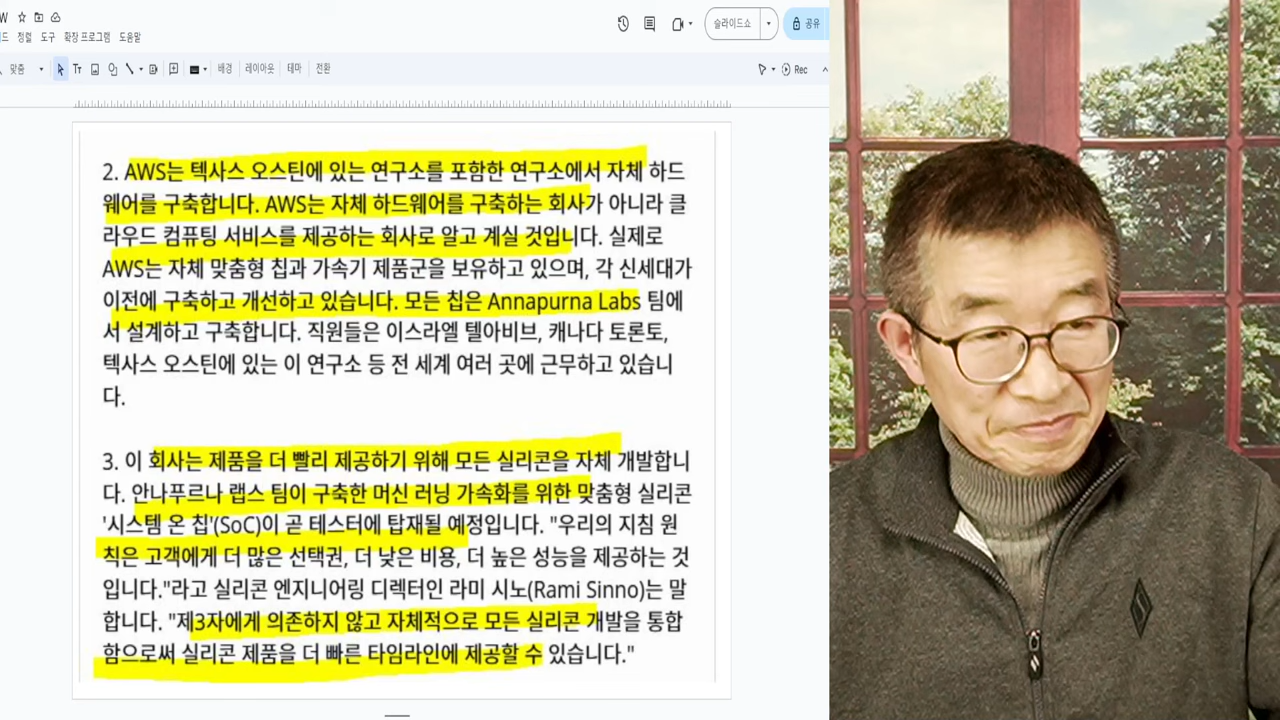 W
드 정렬 도구 확장 프로그램 도움말
슬라이드쇼
공유
맞춤
Tт
배경 레이아웃 테마 전환
Rec
2. AWS는 텍사스 오스틴에 있는 연구소를 포함한 연구소에서 자체 하드
웨어를 구축합니다. AWS는 자체 하드웨어를 구축하는 회사가 아니라 클
라우드 컴퓨팅 서비스를 제공하는 회사로 알고 계실 것입니다. 실제로
AWS는 자체 맞춤형 칩과 가속기 제품군을 보유하고 있으며, 각 신세대가
이전에 구축하고 개선하고 있습니다. 모든 칩은 Annapurna Labs 팀에
서 설계하고 구축합니다. 직원들은 이스라엘 텔아비브, 캐나다 토론토,
텍사스 오스틴에 있는 이 연구소 등 전 세계 여러 곳에 근무하고 있습니
다.
3. 이 회사는 제품을 더 빨리 제공하기 위해 모든 실리콘을 자체 개발합니
다. 안나푸르나 랩스 팀이 구축한 머신 러닝 가속화를 위한 맞춤형 실리콘
'시스템 온 칩'(SoC)이 곧 테스터에 탑재될 예정입니다. "우리의 지침 원
칙은 고객에게 더 많은 선택권, 더 낮은 비용, 더 높은 성능을 제공하는 것
입니다."라고 실리콘 엔지니어링 디렉터인 라미 시노(Rami Sinno)는 말
합니다. "제3자에게 의존하지 않고 자체적으로 모든 실리콘 개발을 통합
함으로써 실리콘 제품을 더 빠른 타임라인에 제공할 수 있습니다."